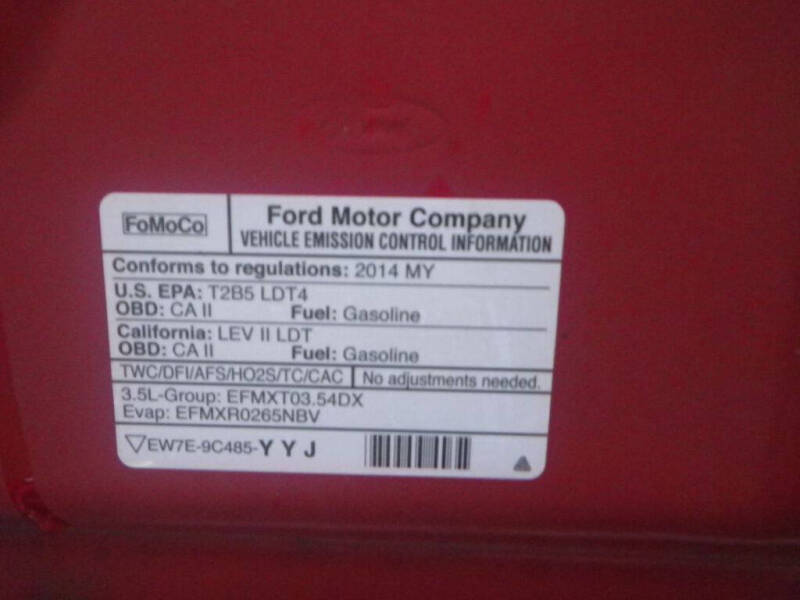 FoMoCo
Ford Motor Company
VEHICLE EMISSION CONTROL INFORMATION
Conforms to regulations: 2014 MY
U.S. EPA: T2B5 LDT4
OBD: CA II Fuel: Gasoline
California: LEV II LDT
OBD: CA II Fuel: Gasoline
TWC/DFI/AFS/HO2S/TC/CAC No adjustments needed.
3.5L-Group: EFMXT03.54DX
Evap: EFMXR0265NBV
EW7E-9C485-YYJ